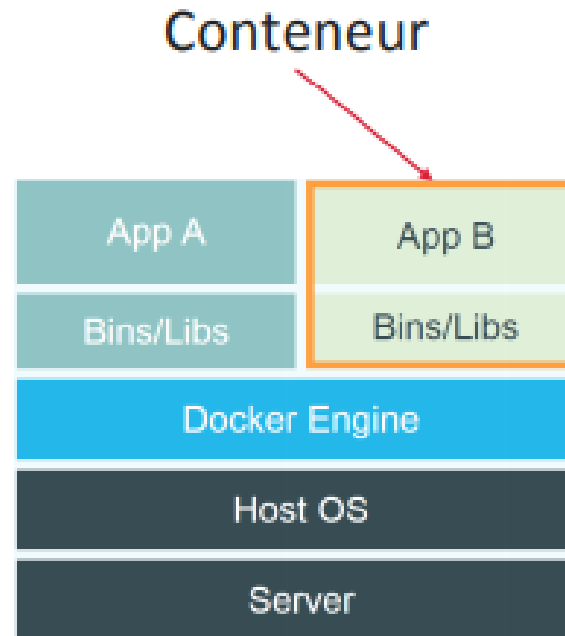 Conteneur
App A
App B
Bins/Libs
Bins/Libs
Docker Engine
Host OS
Server